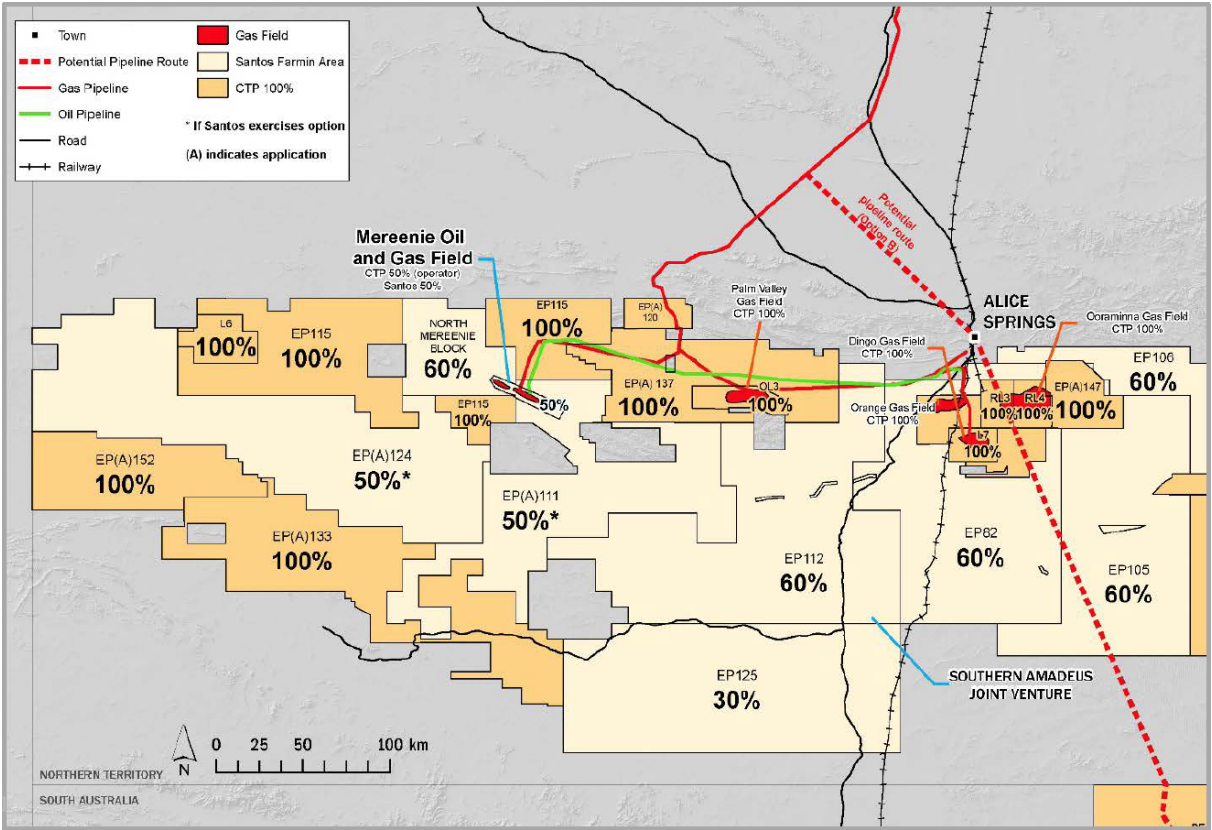 Town
Potential Pipeline Route
Gas Pipeline
Oil Pipeline
Road
Railway
Gas Field
Santos Farmin Area
CTP 100%
* If Santos exercises option
(A) indicates application
Potential
pipeline route
(Option B)
Mereenie Oil
and Gas Field
CTP 50% (operator)
Santos 50%
Palm Valley
Gas Field
CTP 100%
ALICE
SPRINGS
Ooraminna Gas Field
CTP 100%
Dingo Gas Field
CTP 100%
Orange Gas Field
CTP 100%
L6
100%
EP115
100%
NORTH
MEREENIE
BLOCK
60%
EP115
100%
EP(A)
120
EP106
60%
EP115
100%
50%
EP(A) 137
100%
OL3
100%
RL3
100%
RL4
100%
EP(A)147
100%
L7
100%
EP(A)152
100%
EP(A)124
50%*
EP(A)111
50%*
EP(A)133
100%
EP112
60%
EP82
60%
EP105
60%
EP125
30%
SOUTHERN AMADEUS
JOINT VENTURE
0 25 50 100 km
N
NORTHERN TERRITORY
SOUTH AUSTRALIA